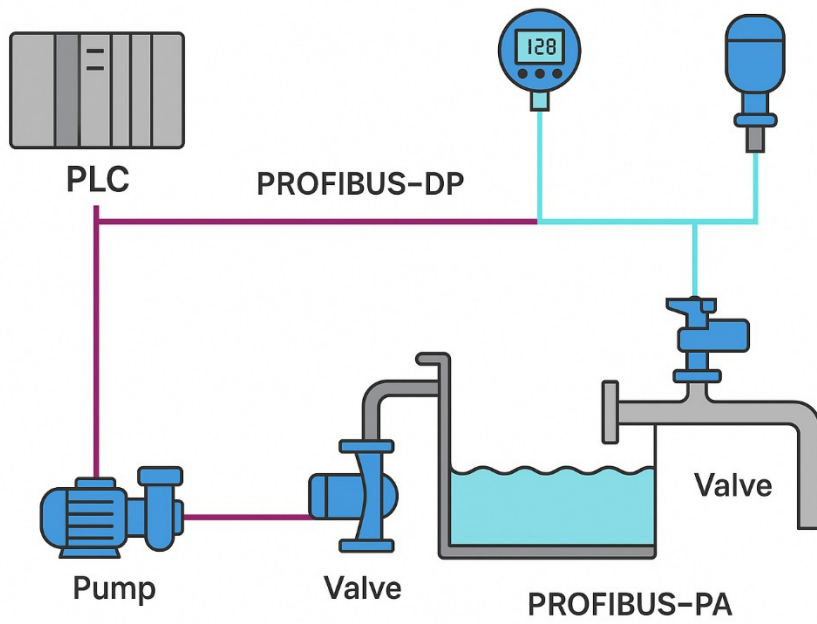 128
PLC
PROFIBUS-DP
Valve
Pump
Valve
PROFIBUS-PA